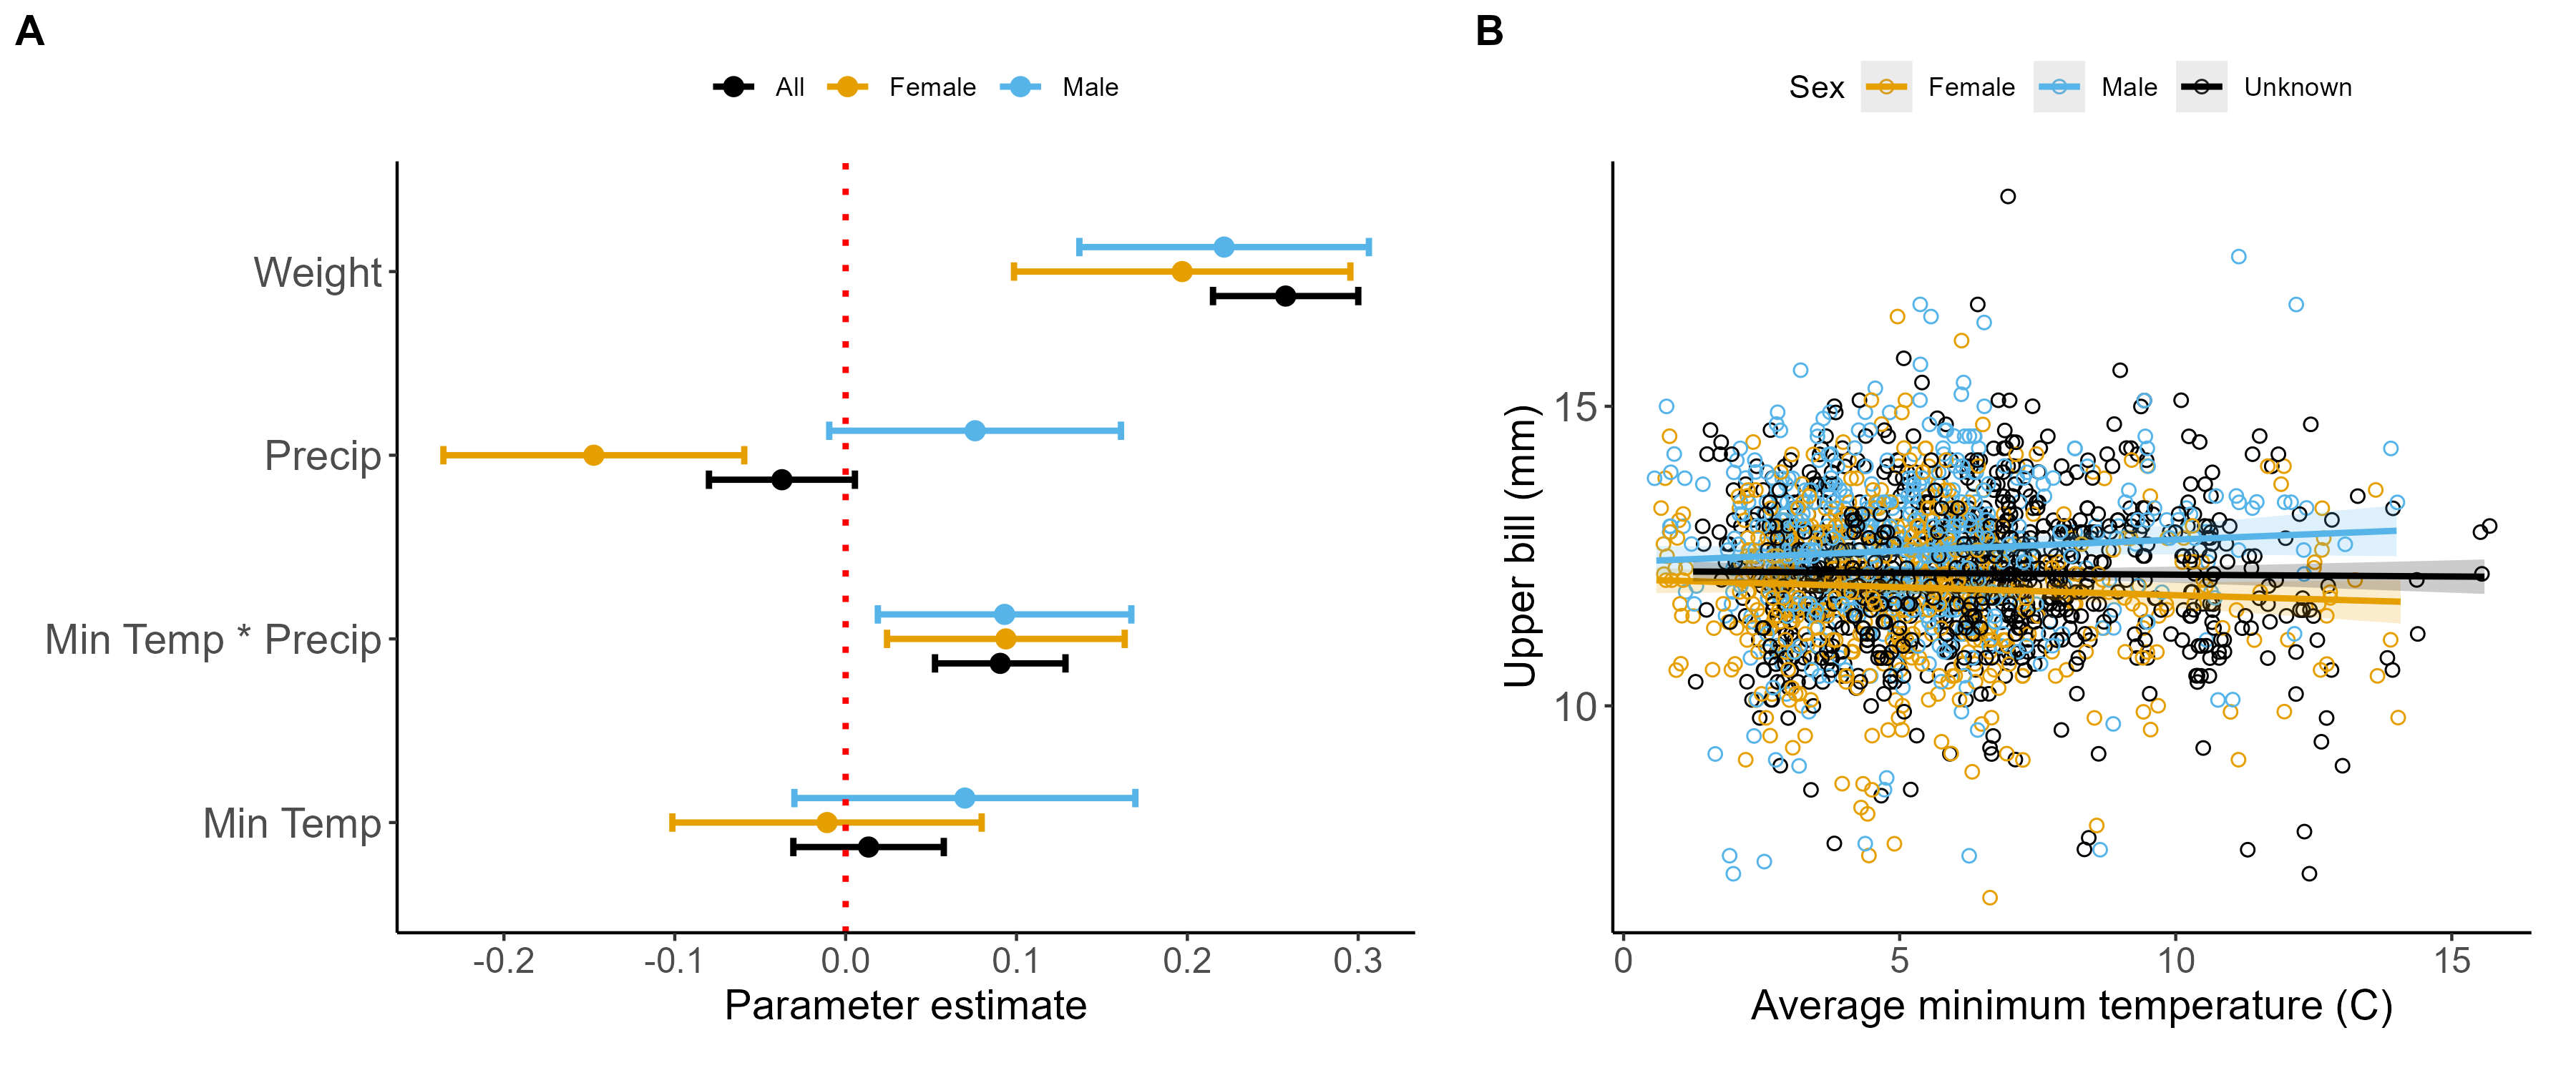 A
All Female Male
Weight
Precip
Min Temp * Precip
Min Temp
-0.2 -0.1 0.0 0.1 0.2 0.3
Parameter estimate
B
Sex Female Male Unknown
Upper bill (mm)
15
10
0 5 10 15
Average minimum temperature (C)